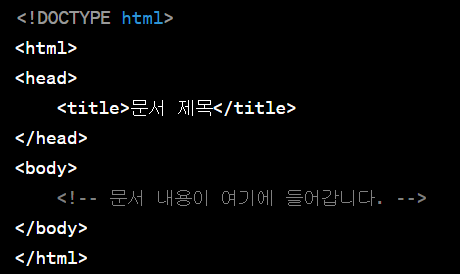 <!DOCTYPE html>
<html>
<head>
    <title>문서 제목</title>
</head>
<body>
    <!-- 문서 내용이 여기에 들어갑니다. -->
</body>
</html>